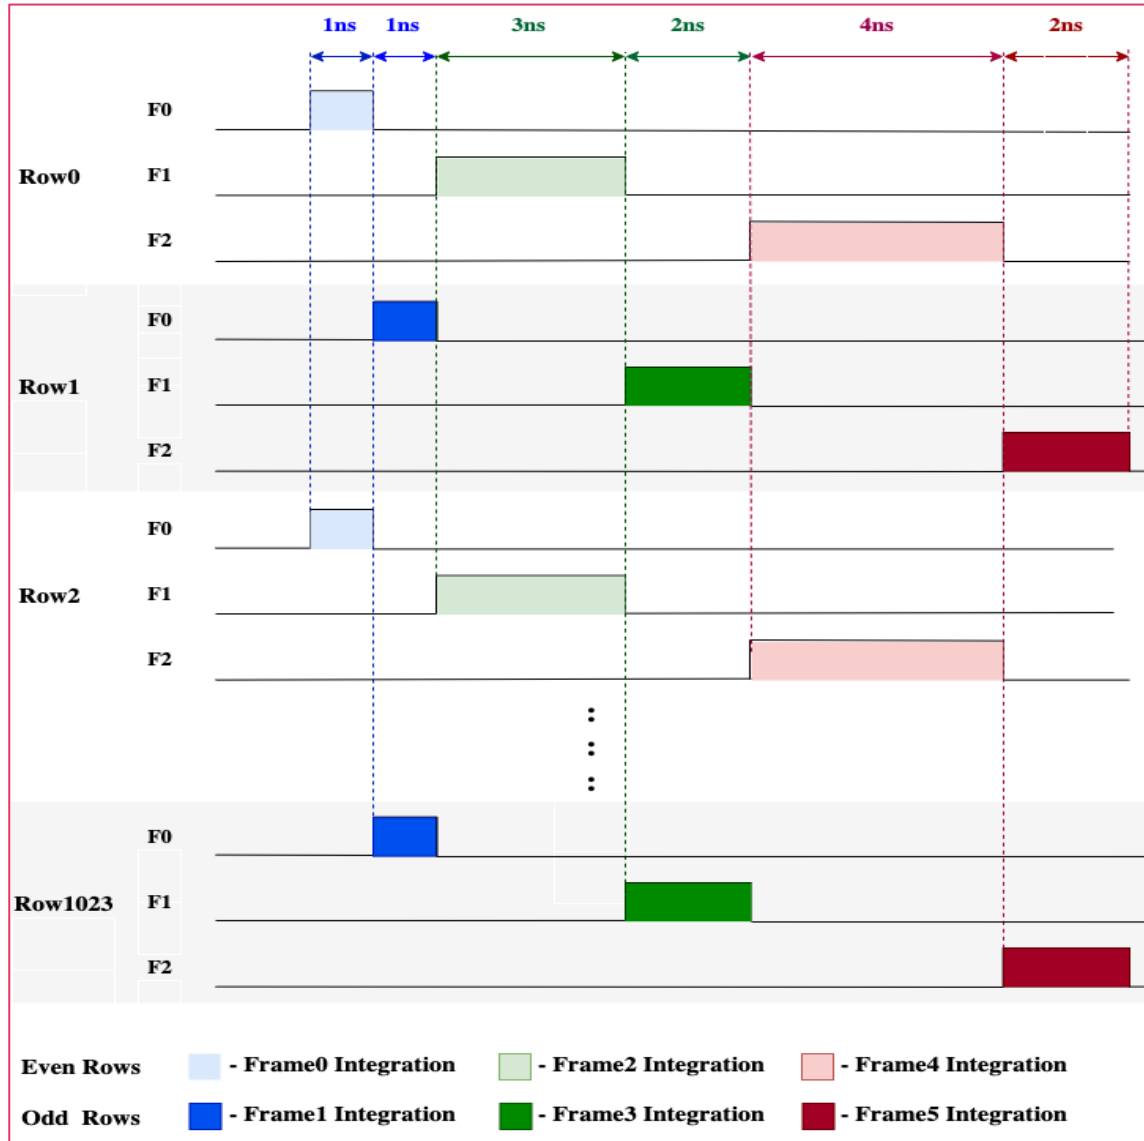 1ns 1ns 3ns 2ns 4ns 2ns
F0
Row0 F1
F2
F0
Row1 F1
F2
F0
Row2 F1
F2
F0
Row1023 F1
F2
Even Rows - Frame0 Integration - Frame2 Integration - Frame4 Integration
Odd Rows - Frame1 Integration - Frame3 Integration - Frame5 Integration